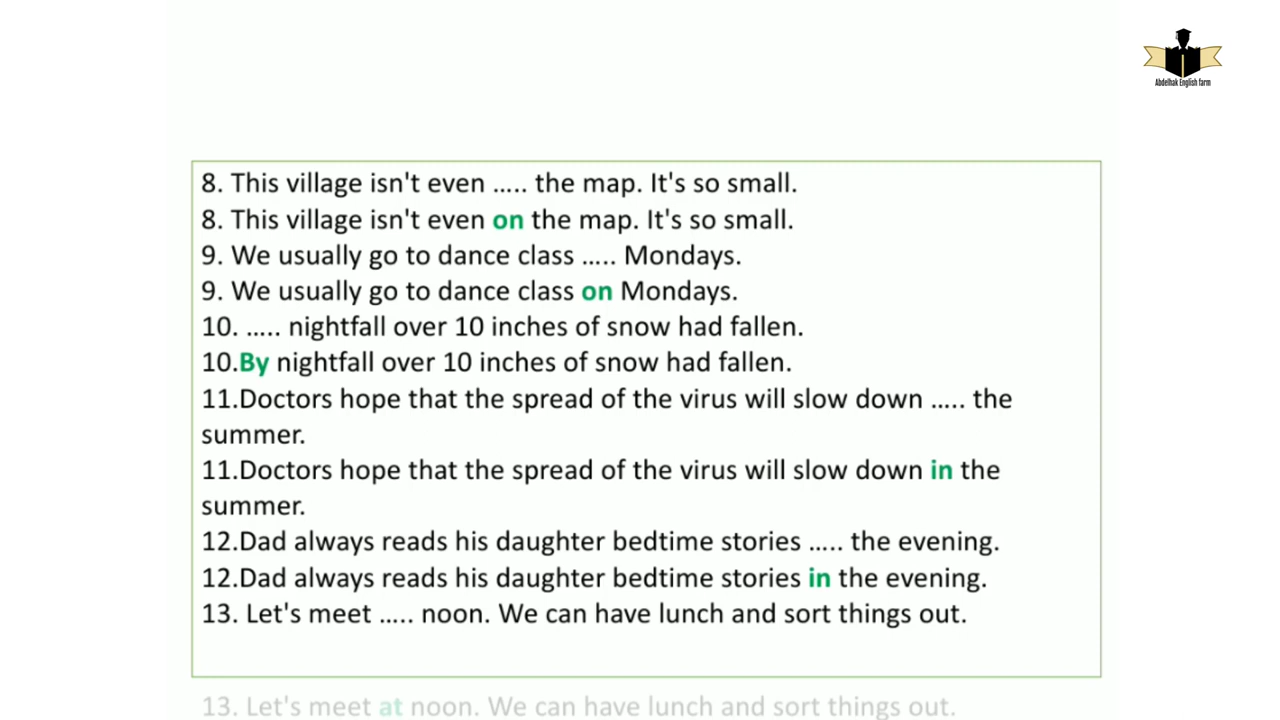 Abdelhak English farm
8. This village isn't even ..... the map. It's so small.
8. This village isn't even on the map. It's so small.
9. We usually go to dance class ..... Mondays.
9. We usually go to dance class on Mondays.
10. ..... nightfall over 10 inches of snow had fallen.
10.By nightfall over 10 inches of snow had fallen.
11.Doctors hope that the spread of the virus will slow down ..... the
summer.
11.Doctors hope that the spread of the virus will slow down in the
summer.
12.Dad always reads his daughter bedtime stories ..... the evening.
12.Dad always reads his daughter bedtime stories in the evening.
13. Let's meet ..... noon. We can have lunch and sort things out.
13. Let's meet at noon. We can have lunch and sort things out.